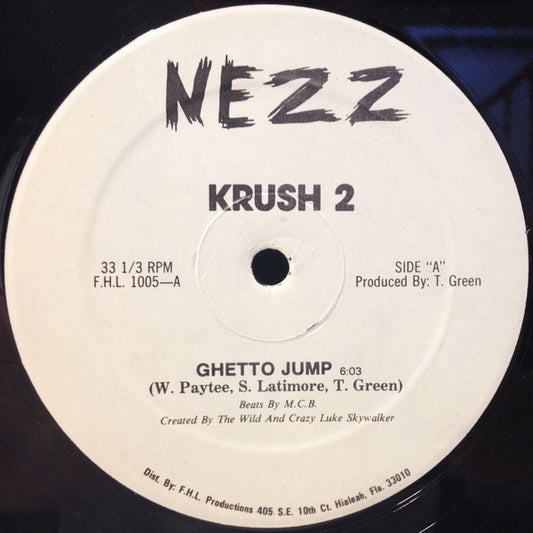 NEZZ
KRUSH 2
33 1/3 RPM
F.H.L. 1005—A
SIDE "A"
Produced By: T. Green
GHETTO JUMP 6:03
(W. Paytee, S. Latimore, T. Green)
Beats By M.C.B.
Created By The Wild And Crazy Luke Skywalker
Dist. By: F.H.L. Productions 405 S.E. 10th Ct. Hialeah, Fla. 33010